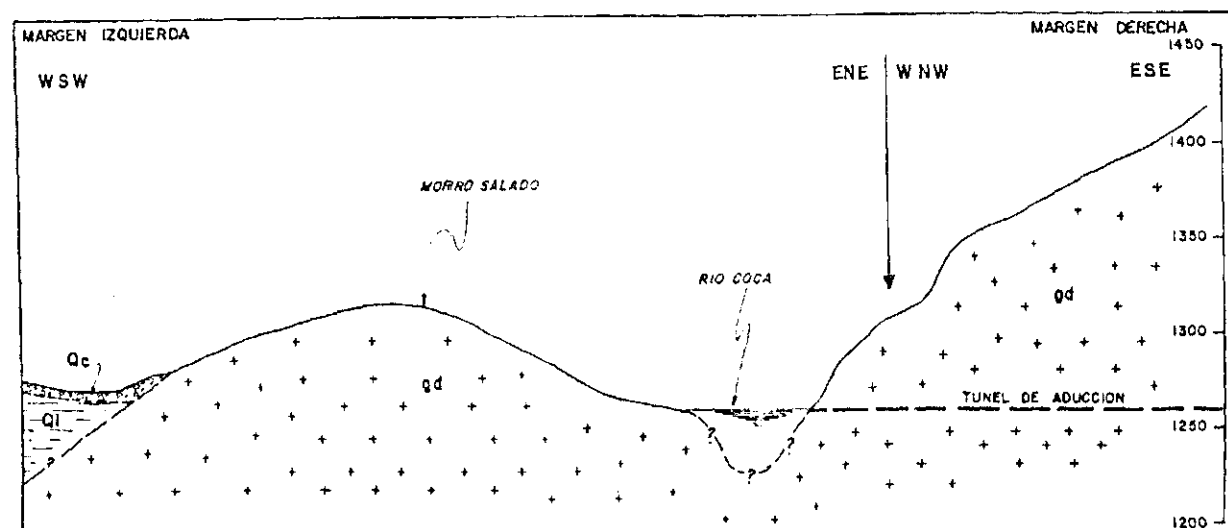 MARGEN IZQUIERDA
MARGEN DERECHA
1450
WSW
ENE WNW
ESE
1400
MORRO SALADO
1350
RIO COCA
gd
1300
Qc
gd
TUNEL DE ADUCCION
Ql
1250
?
?
?
?
1200